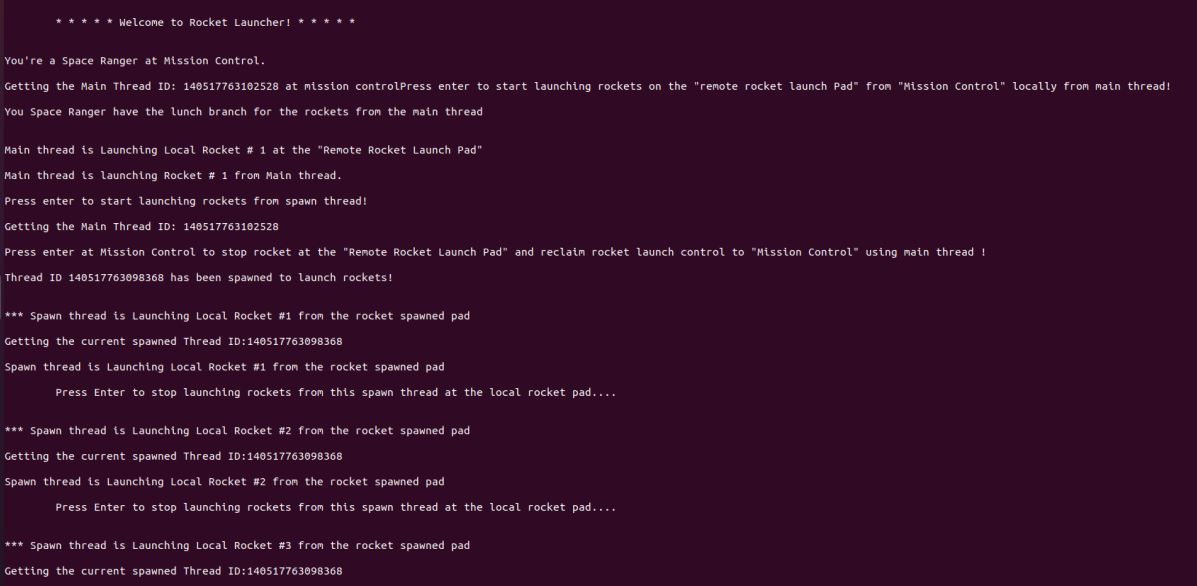 * * * * * Welcome to Rocket Launcher! * * * * *
You're a Space Ranger at Mission Control.
Getting the Main Thread ID: 140517763102528 at mission controlPress enter to start launching rockets on the "remote rocket launch Pad" from "Mission Control" locally from main thread!
You Space Ranger have the lunch branch for the rockets from the main thread
Main thread is Launching Local Rocket # 1 at the "Remote Rocket Launch Pad"
Main thread is launching Rocket # 1 from Main thread.
Press enter to start launching rockets from spawn thread!
Getting the Main Thread ID: 140517763102528
Press enter at Mission Control to stop rocket at the "Remote Rocket Launch Pad" and reclaim rocket launch control to "Mission Control" using main thread !
Thread ID 140517763098368 has been spawned to launch rockets!
*** Spawn thread is Launching Local Rocket #1 from the rocket spawned pad
Getting the current spawned Thread ID:140517763098368
Spawn thread is Launching Local Rocket #1 from the rocket spawned pad
Press Enter to stop launching rockets from this spawn thread at the local rocket pad....
*** Spawn thread is Launching Local Rocket #2 from the rocket spawned pad
Getting the current spawned Thread ID:140517763098368
Spawn thread is Launching Local Rocket #2 from the rocket spawned pad
Press Enter to stop launching rockets from this spawn thread at the local rocket pad....
*** Spawn thread is Launching Local Rocket #3 from the rocket spawned pad
Getting the current spawned Thread ID:140517763098368